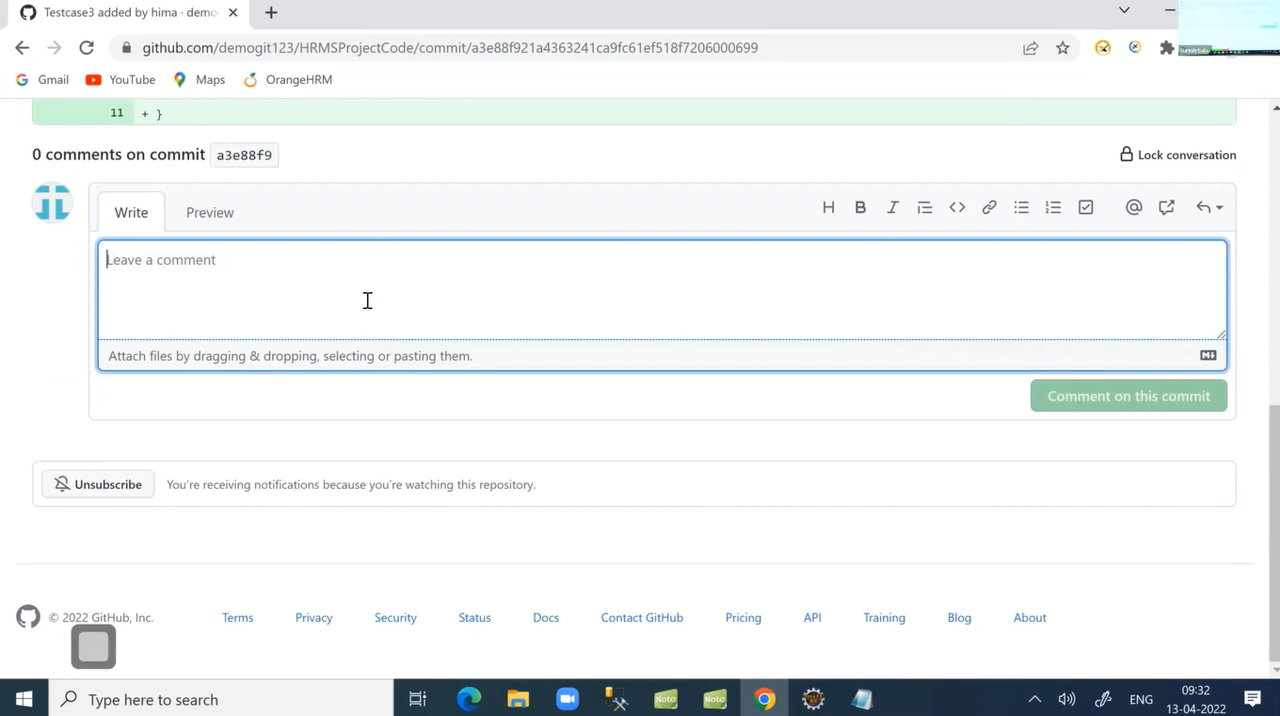 Testcase3 added by hima · demo
github.com/demogit123/HRMSProjectCode/commit/a3e88f921a4363241ca9fc61ef518f7206000699
Gmail YouTube Maps OrangeHRM
11 + }
0 comments on commit a3e88f9 Lock conversation
Write Preview
Leave a comment
Attach files by dragging & dropping, selecting or pasting them.
Comment on this commit
Unsubscribe You're receiving notifications because you're watching this repository.
© 2022 GitHub, Inc. Terms Privacy Security Status Docs Contact GitHub Pricing API Training Blog About
Type here to search Note Note ENG 09:32
13-04-2022